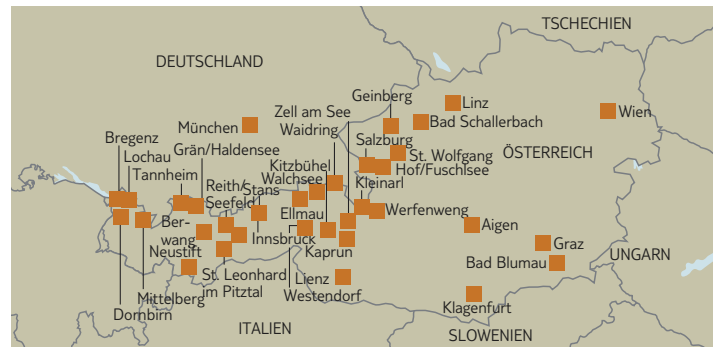 TSCHECHIEN
DEUTSCHLAND
Geinberg
Linz
Zell am See
Wien
Bad Schallerbach
München
Waidring
Bregenz
Salzburg
Grän/Haldensee
Lochau
St. Wolfgang
ÖSTERREICH
Kitzbühel
Hof/Fuschlsee
Tannheim
Walchsee
Reith/
Seefeld
Stans
Kleinarl
Ellmau
Werfenweng
Ber-
wang
Aigen
Innsbruck
Graz
Neustift
Kaprun
UNGARN
Bad Blumau
St. Leonhard
im Pitztal
Lienz
Mittelberg
Westendorf
Klagenfurt
Dornbirn
ITALIEN
SLOWENIEN